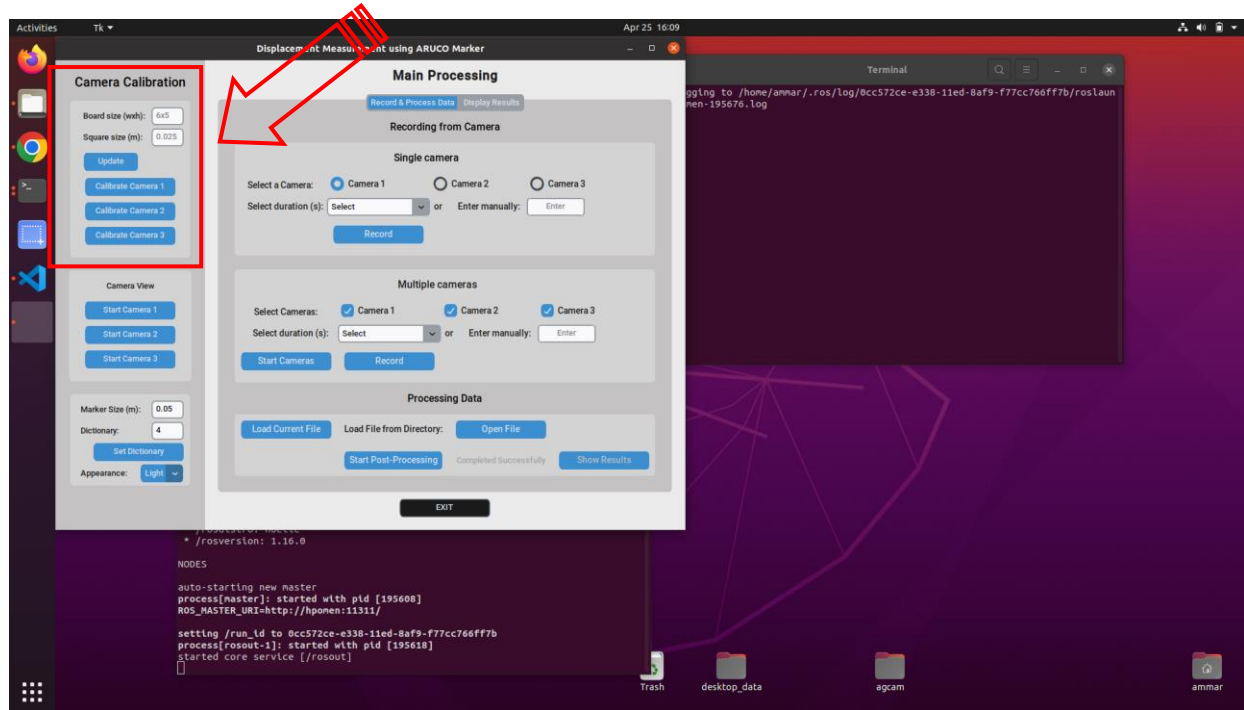 Activities
Tk
Apr 25 16:09
Displacement Measurement using ARUCO Marker
Camera Calibration
Board size (wxh): 6x5
Square size (m): 0.025
Update
Calibrate Camera 1
Calibrate Camera 2
Calibrate Camera 3
Camera View
Start Camera 1
Start Camera 2
Start Camera 3
Marker Size (m): 0.05
Dictionary: 4
Set Dictionary
Appearance: Light
Main Processing
Record & Process Data Display Results
Recording from Camera
Single camera
Select a Camera: Camera 1 Camera 2 Camera 3
Select duration (s): Select or Enter manually: Enter
Record
Multiple cameras
Select Cameras: Camera 1 Camera 2 Camera 3
Select duration (s): Select or Enter manually: Enter
Start Cameras Record
Processing Data
Load Current File Load File from Directory: Open File
Start Post-Processing Completed Successfully Show Results
EXIT
Terminal
gging to /home/ammar/.ros/log/0cc572ce-e338-11ed-8af9-f77cc766ff7b/roslaun
men-195676.log
* /rosversion: 1.16.0
NODES
auto-starting new master
process[master]: started with pid [195608]
ROS_MASTER_URI=http://hpomen:11311/
setting /run_id to 0cc572ce-e338-11ed-8af9-f77cc766ff7b
process[rosout-1]: started with pid [195618]
started core service [/rosout]
Trash
desktop_data
agcam
ammar